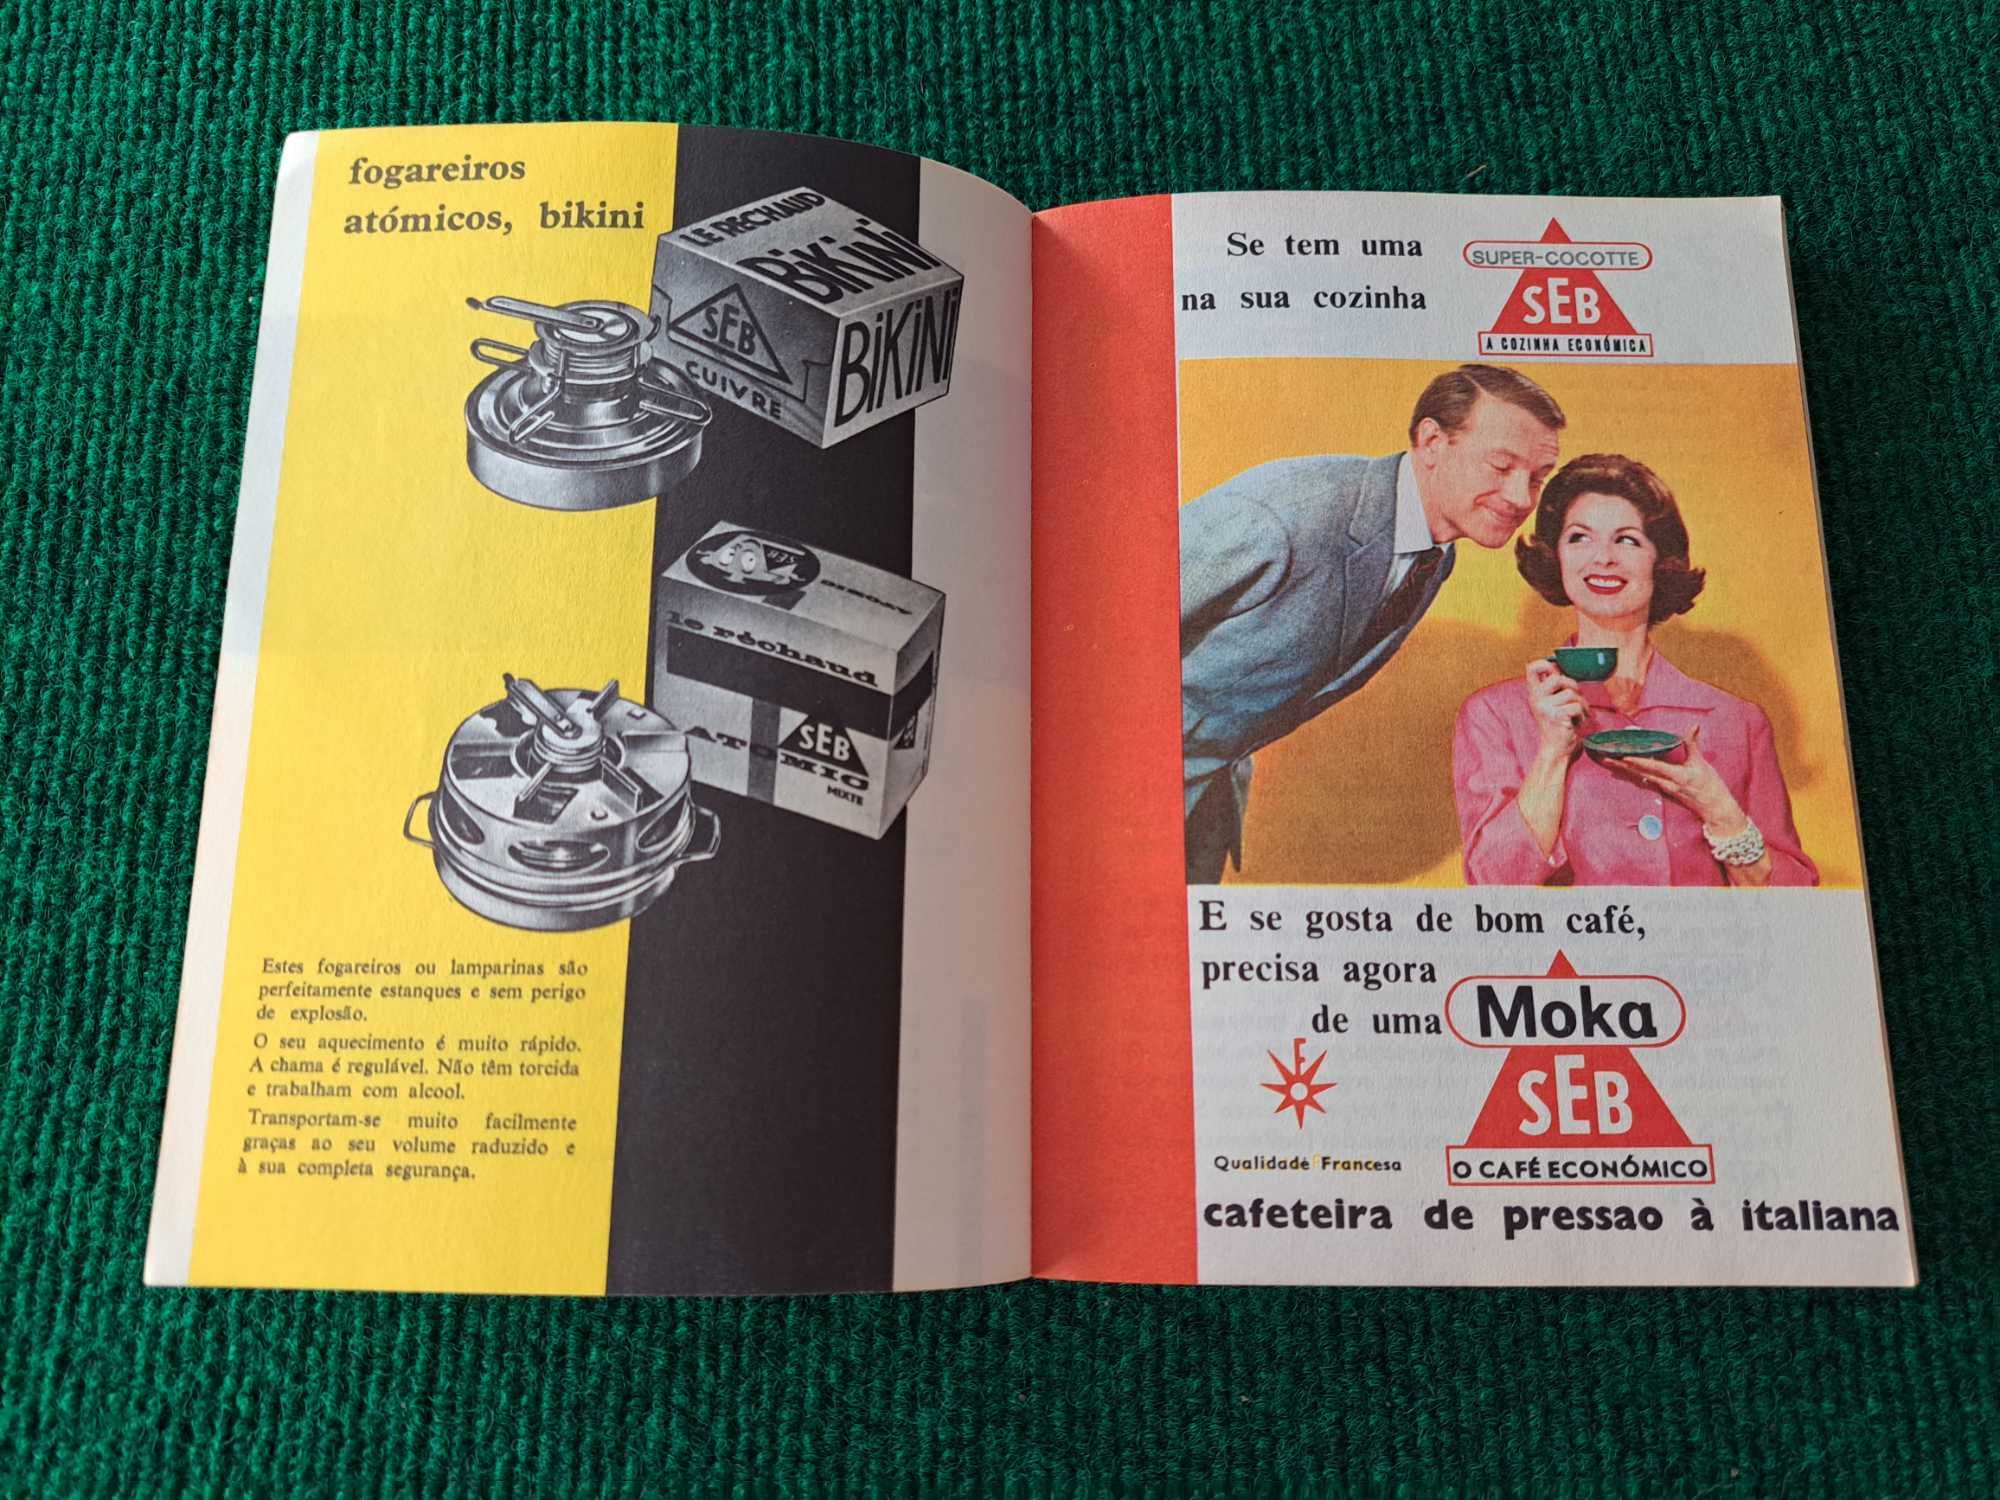 fogareiros
atómicos, bikini
LE RECHAUD
BiKiNi
BiKiNi
SEB
CUIVRE
SEB
ATOMIC
le réchaud
SEB
ATOMIC
MIXTE
SEB
Estes fogareiros ou lamparinas são
perfeitamente estanques e sem perigo
de explosão.
O seu aquecimento é muito rápido.
A chama é regulável. Não têm torcida
e trabalham com alcool.
Transportam-se muito facilmente
graças ao seu volume raduzido e
à sua completa segurança.
Se tem uma
na sua cozinha
SUPER-COCOTTE
SEB
A COZINHA ECONÓMICA
E se gosta de bom café,
precisa agora
de uma
Moka
SEB
O CAFÉ ECONÓMICO
F
Qualidade Francesa
cafeteira de pressao à italiana